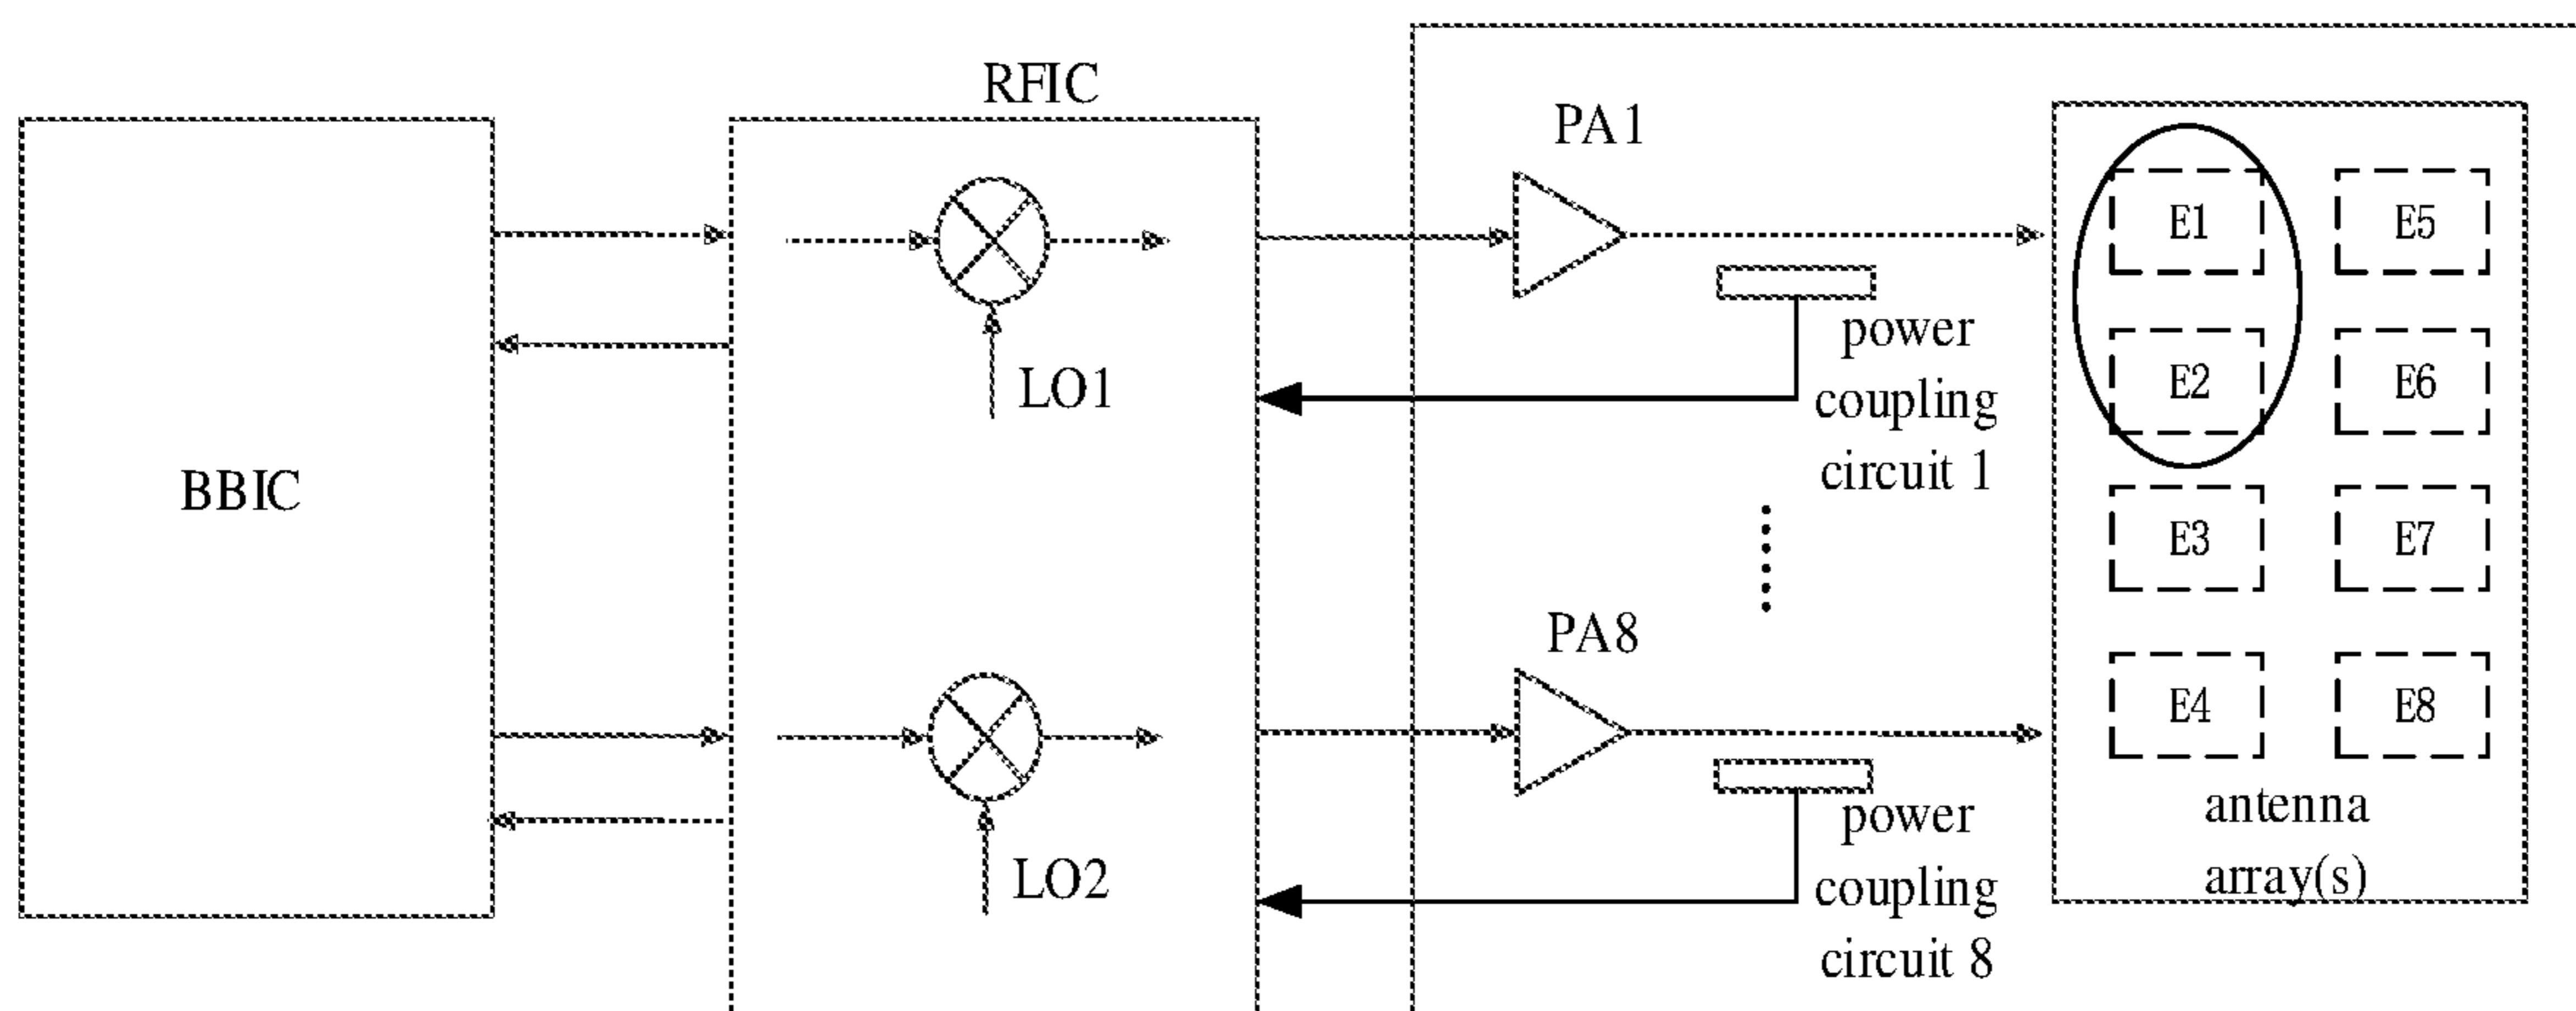 RFIC
PA1
E1
E5
LO1
power
coupling
circuit 1
E2
E6
BBIC
E3
E7
PA8
E4
E8
LO2
power
coupling
circuit 8
antenna
array(s)